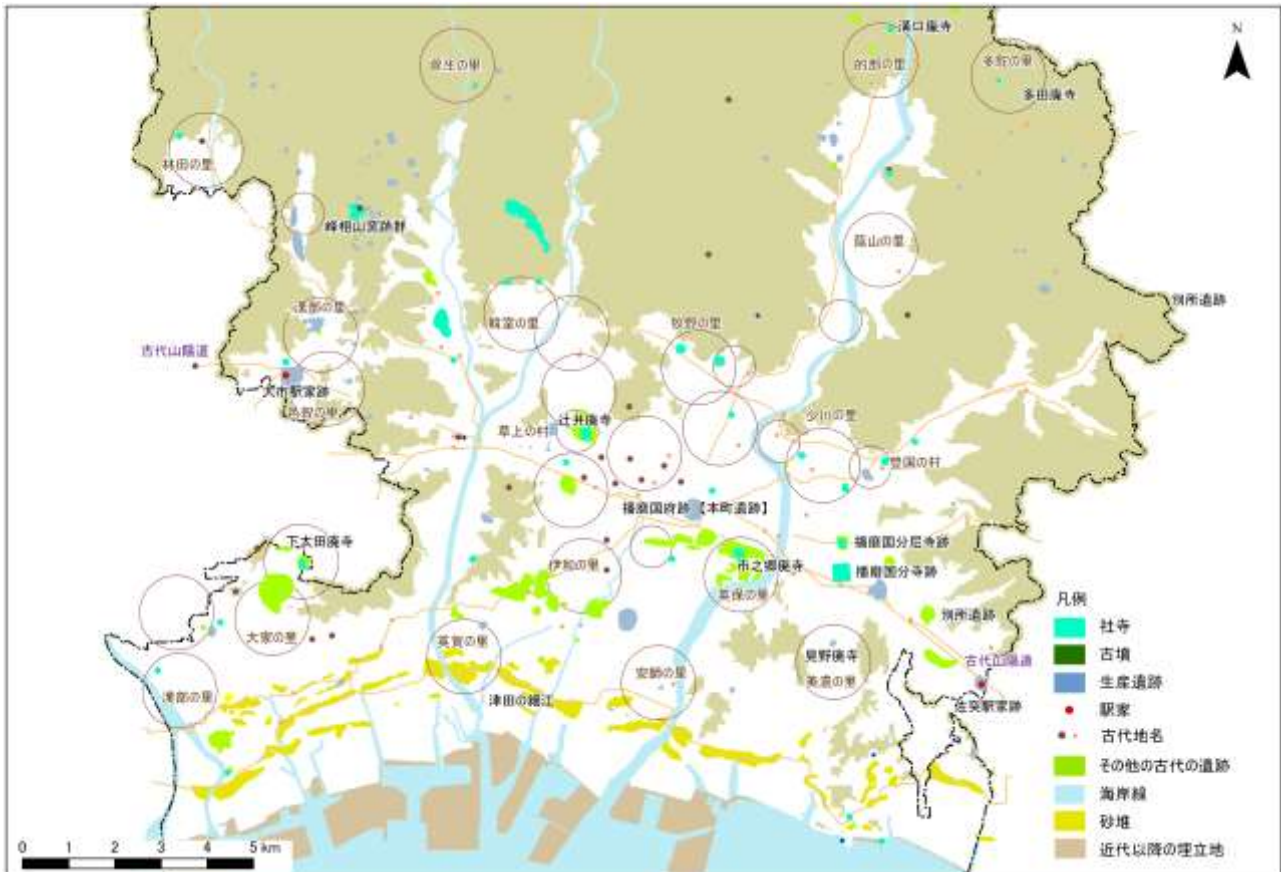 溝口廃寺
N
的部の里
多田廃寺
林田の里
峰相山窯跡群
蔭山の里
別所遺跡
漢部の里
牧野の里
古代山陽道
大市駅家跡
少川の里
草上の村
辻井廃寺
豊国の村
播磨国府跡【本町遺跡】
下太田廃寺
播磨国分尼寺跡
伊和の里
市之郷廃寺
播磨国分寺跡
英保の里
凡例
別所遺跡
社寺
大家の里
英賀の里
古墳
見野廃寺
安師の里
古代山陽道
生産遺跡
美濃の里
漢部の里
津田の細江
佐突駅家跡
駅家
古代地名
その他の古代の遺跡
海岸線
砂堆
0 1 2 3 4 5 km
近代以降の埋立地